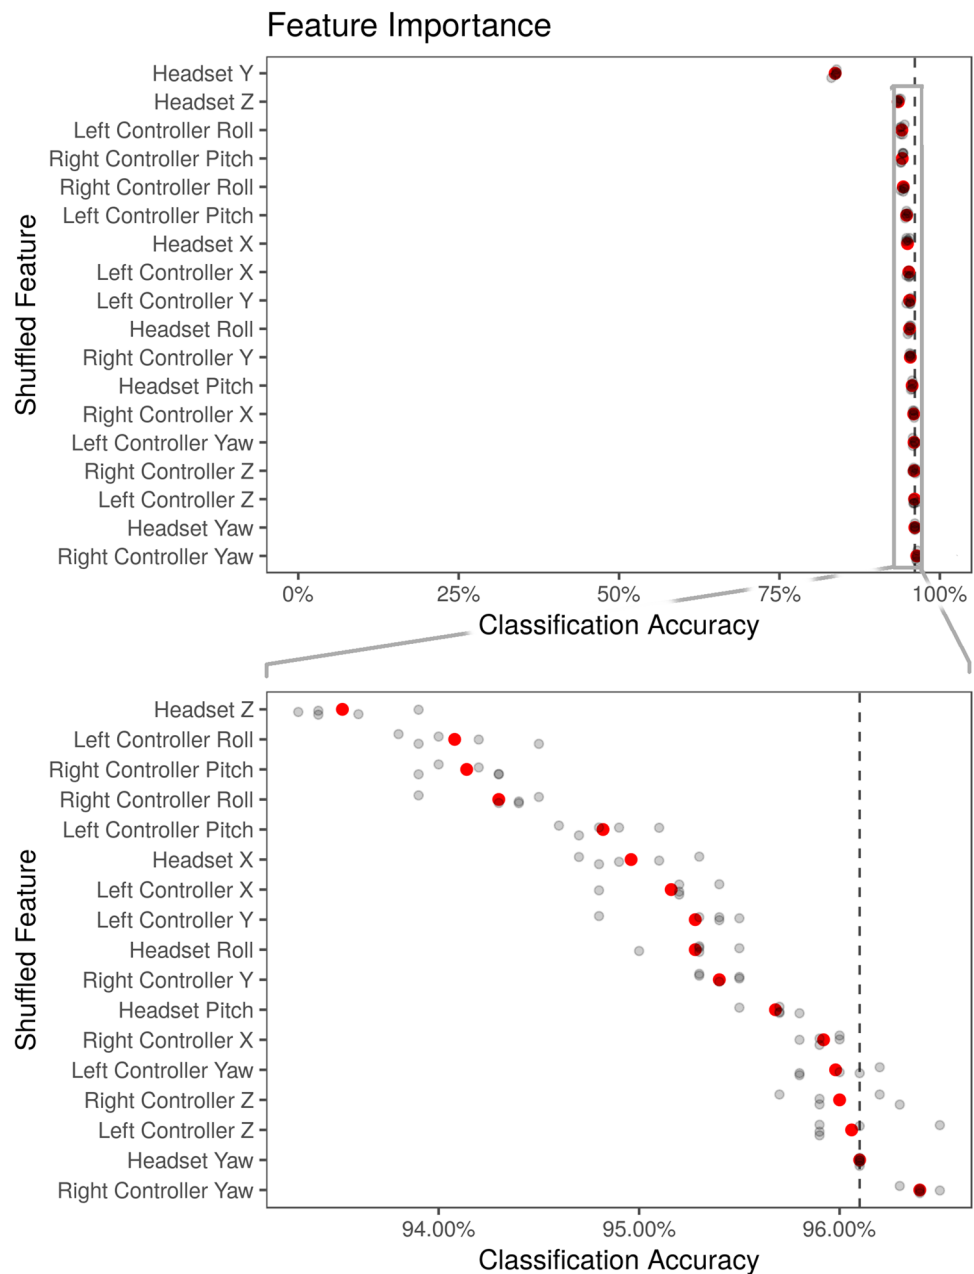 Feature Importance
Shuffled Feature
Headset Y
Headset Z
Left Controller Roll
Right Controller Pitch
Right Controller Roll
Left Controller Pitch
Headset X
Left Controller X
Left Controller Y
Headset Roll
Right Controller Y
Headset Pitch
Right Controller X
Left Controller Yaw
Right Controller Z
Left Controller Z
Headset Yaw
Right Controller Yaw
0% 25% 50% 75% 100%
Classification Accuracy
Shuffled Feature
Headset Z
Left Controller Roll
Right Controller Pitch
Right Controller Roll
Left Controller Pitch
Headset X
Left Controller X
Left Controller Y
Headset Roll
Right Controller Y
Headset Pitch
Right Controller X
Left Controller Yaw
Right Controller Z
Left Controller Z
Headset Yaw
Right Controller Yaw
94.00% 95.00% 96.00%
Classification Accuracy